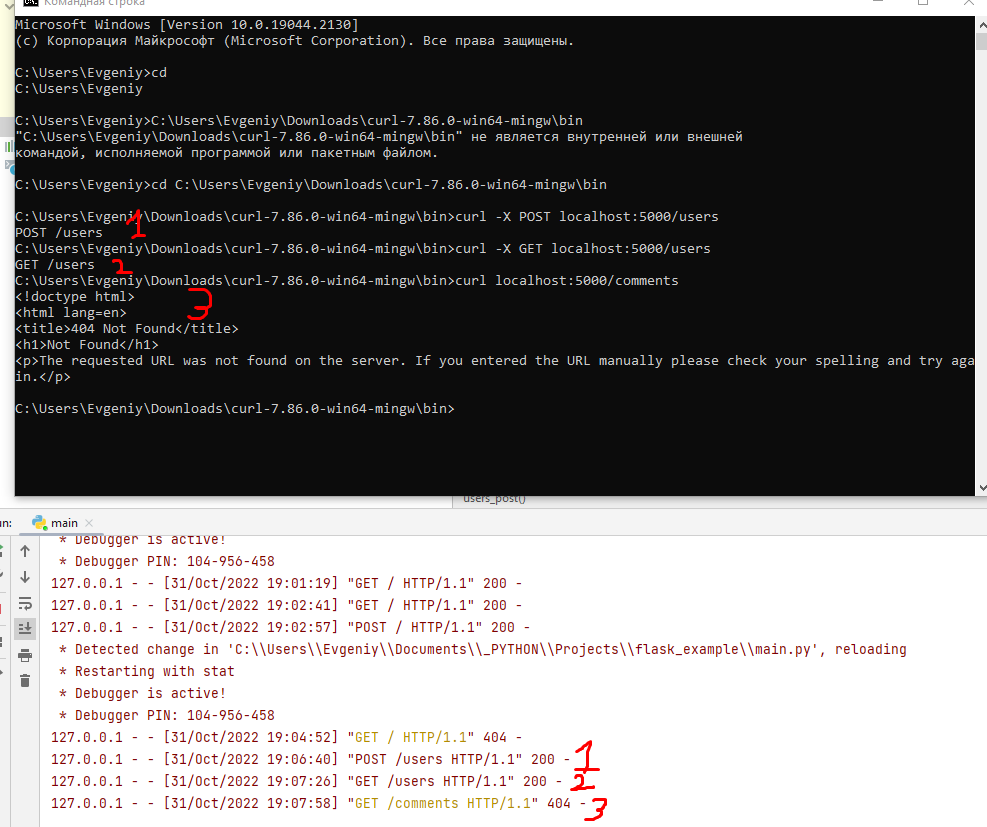 Командная строка
Microsoft Windows [Version 10.0.19044.2130]
(c) Корпорация Майкрософт (Microsoft Corporation). Все права защищены.
C:\Users\Evgeniy>cd
C:\Users\Evgeniy
C:\Users\Evgeniy>C:\Users\Evgeniy\Downloads\curl-7.86.0-win64-mingw\bin
"C:\Users\Evgeniy\Downloads\curl-7.86.0-win64-mingw\bin" не является внутренней или внешней
командой, исполняемой программой или пакетным файлом.
C:\Users\Evgeniy>cd C:\Users\Evgeniy\Downloads\curl-7.86.0-win64-mingw\bin
C:\Users\Evgeniy\Downloads\curl-7.86.0-win64-mingw\bin>curl -X POST localhost:5000/users
POST /users 1
C:\Users\Evgeniy\Downloads\curl-7.86.0-win64-mingw\bin>curl -X GET localhost:5000/users
GET /users 2
C:\Users\Evgeniy\Downloads\curl-7.86.0-win64-mingw\bin>curl localhost:5000/comments
<!doctype html> 3
<html lang=en>
<title>404 Not Found</title>
<h1>Not Found</h1>
<p>The requested URL was not found on the server. If you entered the URL manually please check your spelling and try aga
in.</p>
C:\Users\Evgeniy\Downloads\curl-7.86.0-win64-mingw\bin>
users_post()
un: main
* Debugger is active!
* Debugger PIN: 104-956-458
127.0.0.1 - - [31/Oct/2022 19:01:19] "GET / HTTP/1.1" 200 -
127.0.0.1 - - [31/Oct/2022 19:02:41] "GET / HTTP/1.1" 200 -
127.0.0.1 - - [31/Oct/2022 19:02:57] "POST / HTTP/1.1" 200 -
* Detected change in 'C:\\Users\\Evgeniy\\Documents\\_PYTHON\\Projects\\flask_example\\main.py', reloading
* Restarting with stat
* Debugger is active!
* Debugger PIN: 104-956-458
127.0.0.1 - - [31/Oct/2022 19:04:52] "GET / HTTP/1.1" 404 -
127.0.0.1 - - [31/Oct/2022 19:06:40] "POST /users HTTP/1.1" 200 - 1
127.0.0.1 - - [31/Oct/2022 19:07:26] "GET /users HTTP/1.1" 200 - 2
127.0.0.1 - - [31/Oct/2022 19:07:58] "GET /comments HTTP/1.1" 404 - 3